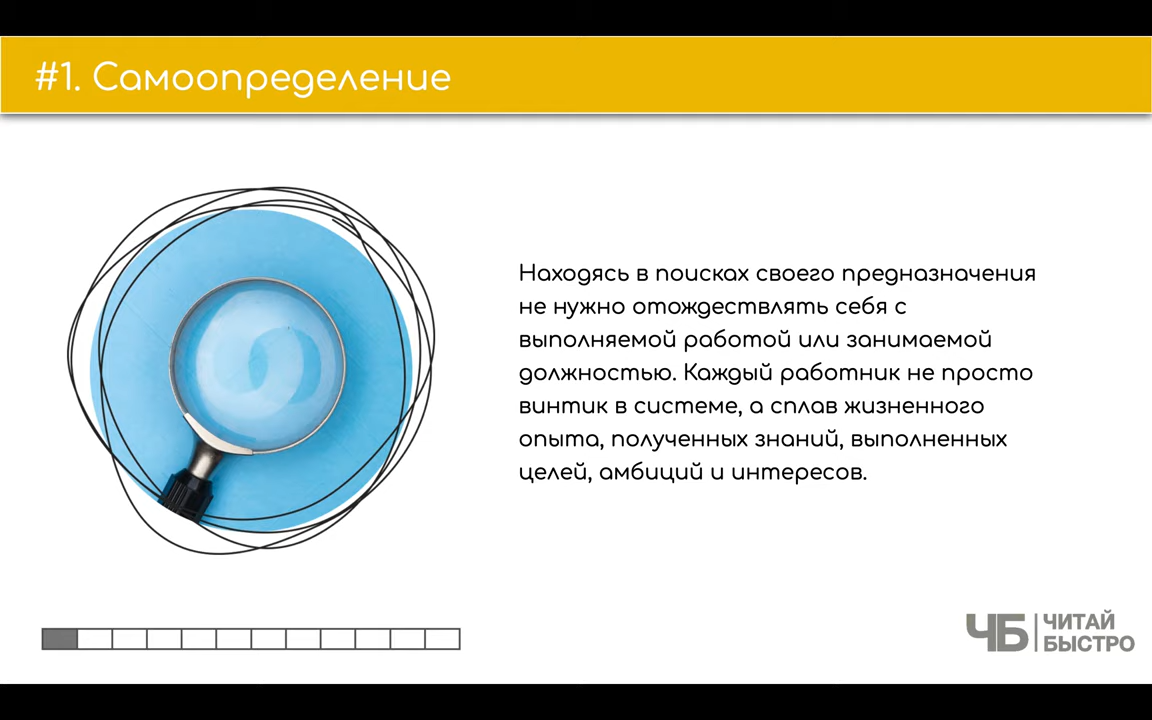 #1. Самоопределение
Находясь в поисках своего предназначения
не нужно отождествлять себя с
выполняемой работой или занимаемой
должностью. Каждый работник не просто
винтик в системе, а сплав жизненного
опыта, полученных знаний, выполненных
целей, амбиций и интересов.
ЧБ ЧИТАЙ
БЫСТРО